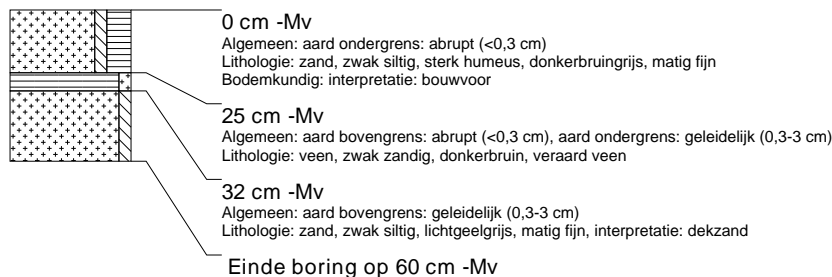 0 cm -Mv
Algemeen: aard ondergrens: abrupt (<0,3 cm)
Lithologie: zand, zwak siltig, sterk humeus, donkerbruingrijs, matig fijn
Bodemkundig: interpretatie: bouwvoor
25 cm -Mv
Algemeen: aard bovengrens: abrupt (<0,3 cm), aard ondergrens: geleidelijk (0,3-3 cm)
Lithologie: veen, zwak zandig, donkerbruin, veraard veen
32 cm -Mv
Algemeen: aard bovengrens: geleidelijk (0,3-3 cm)
Lithologie: zand, zwak siltig, lichtgeelgrijs, matig fijn, interpretatie: dekzand
Einde boring op 60 cm -Mv